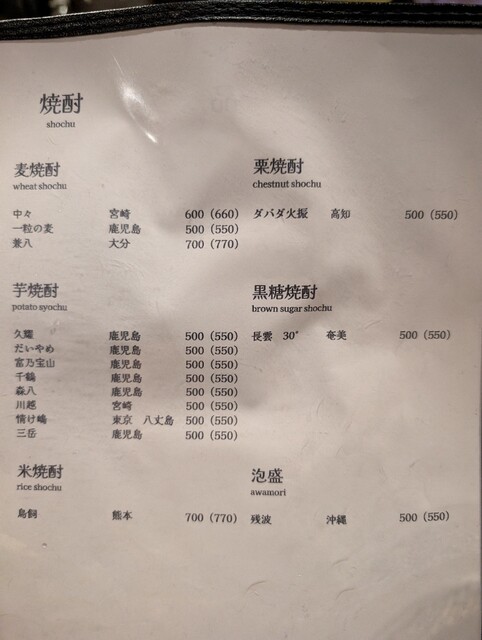 焼酎
shochu
麦焼酎
wheat shochu
中々 宮崎 600（660）
一粒の麦 鹿児島 500（550）
兼八 大分 700（770）
栗焼酎
chestnut shochu
ダバダ火振 高知 500（550）
芋焼酎
potato syochu
久耀 鹿児島 500（550）
だいやめ 鹿児島 500（550）
富乃宝山 鹿児島 500（550）
千鶴 鹿児島 500（550）
森八 鹿児島 500（550）
川越 宮崎 500（550）
情け嶋 東京 八丈島 500（550）
三岳 鹿児島 500（550）
黒糖焼酎
brown sugar shochu
長雲 30° 奄美 500（550）
米焼酎
rice shochu
鳥飼 熊本 700（770）
泡盛
awamori
残波 沖縄 500（550）